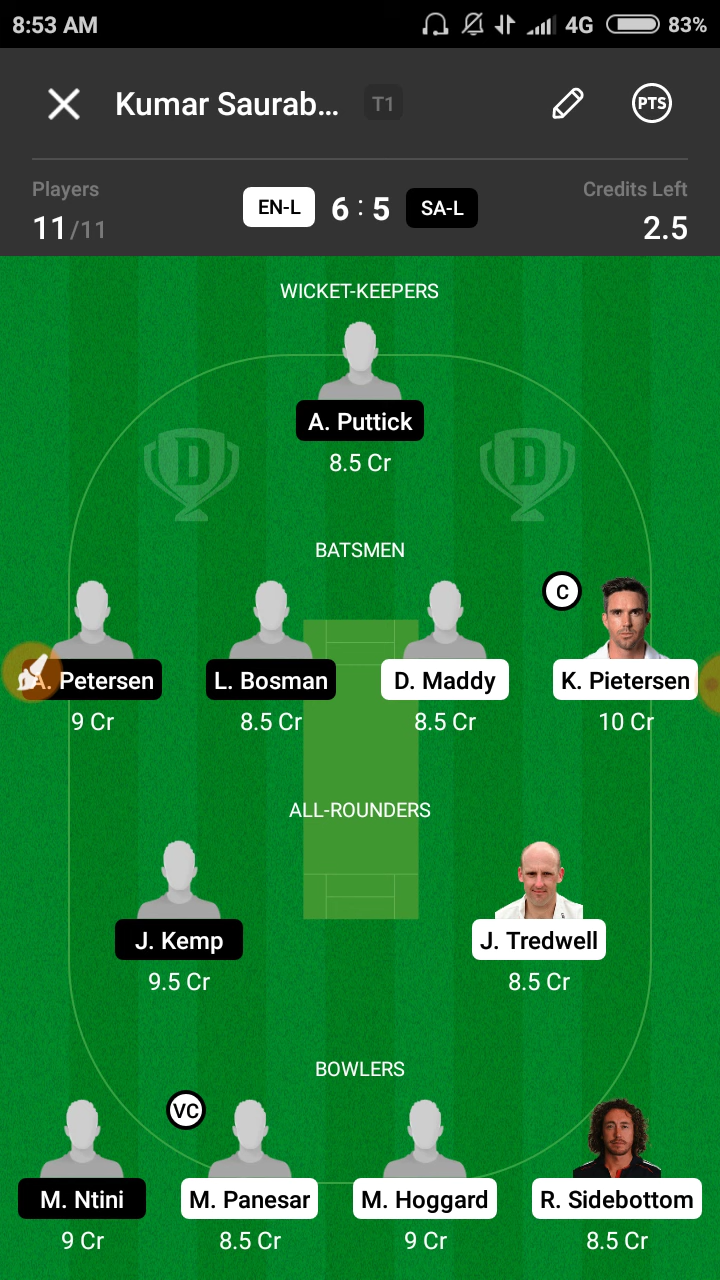 8:53 AM 4G 83%
Kumar Saurab... T1 PTS
Players Credits Left
11/11 EN-L 6 : 5 SA-L 2.5
WICKET-KEEPERS
A. Puttick
8.5 Cr
D D
BATSMEN
C
A. Petersen L. Bosman D. Maddy K. Pietersen
9 Cr 8.5 Cr 8.5 Cr 10 Cr
ALL-ROUNDERS
J. Kemp J. Tredwell
9.5 Cr 8.5 Cr
BOWLERS
VC
M. Ntini M. Panesar M. Hoggard R. Sidebottom
9 Cr 8.5 Cr 9 Cr 8.5 Cr